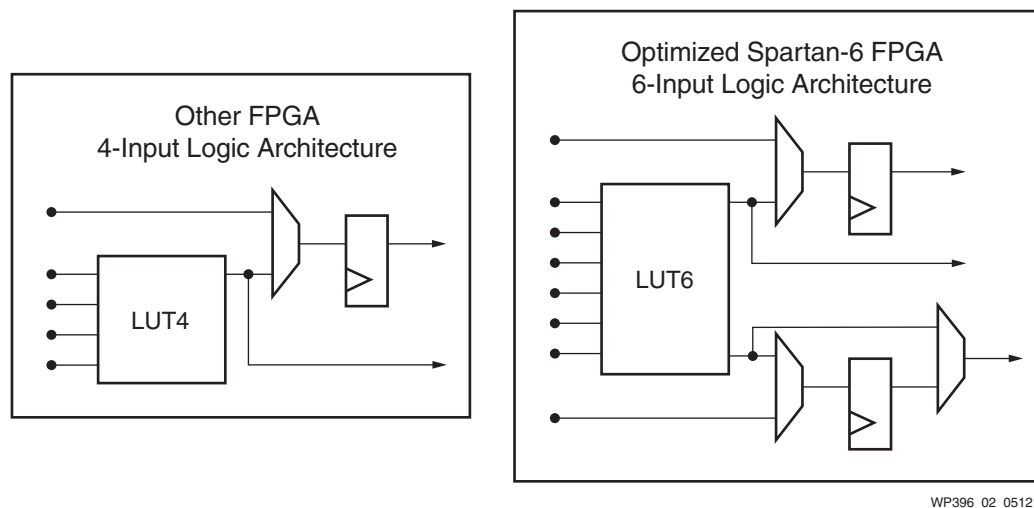 Other FPGA
4-Input Logic Architecture
LUT4
Optimized Spartan-6 FPGA
6-Input Logic Architecture
LUT6
WP396_02_0512